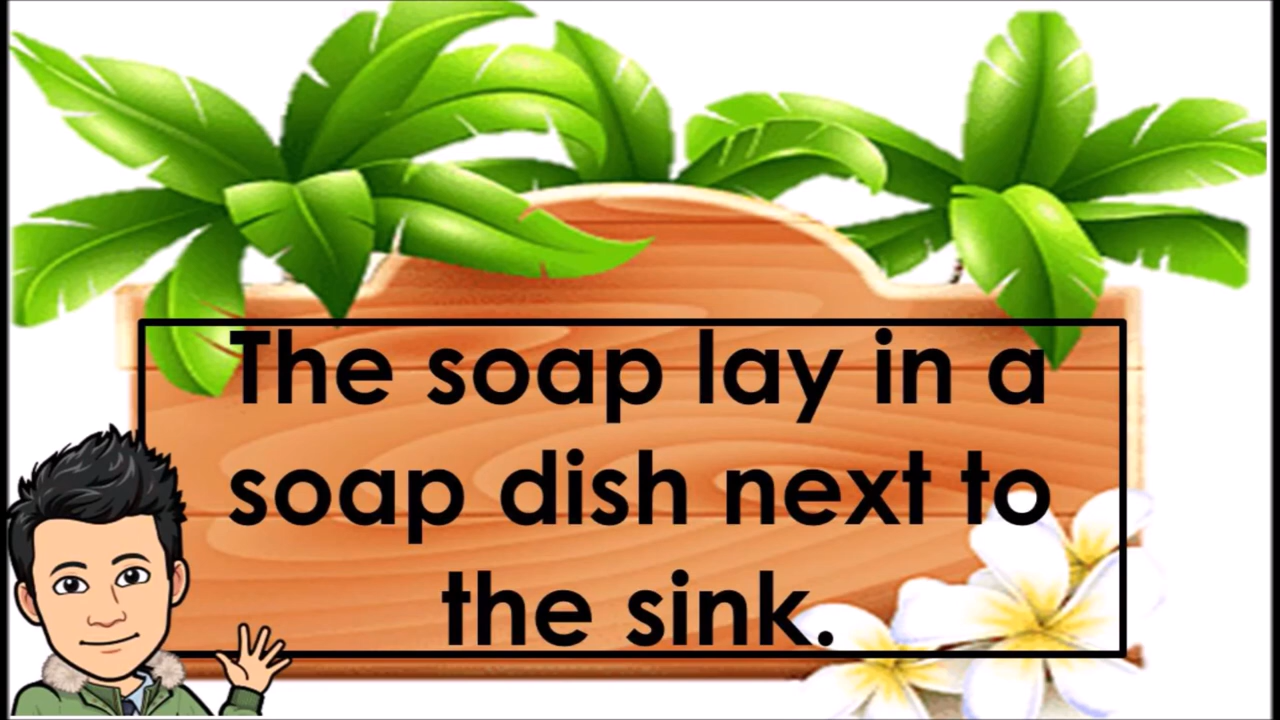 The soap lay in a
soap dish next to
the sink.